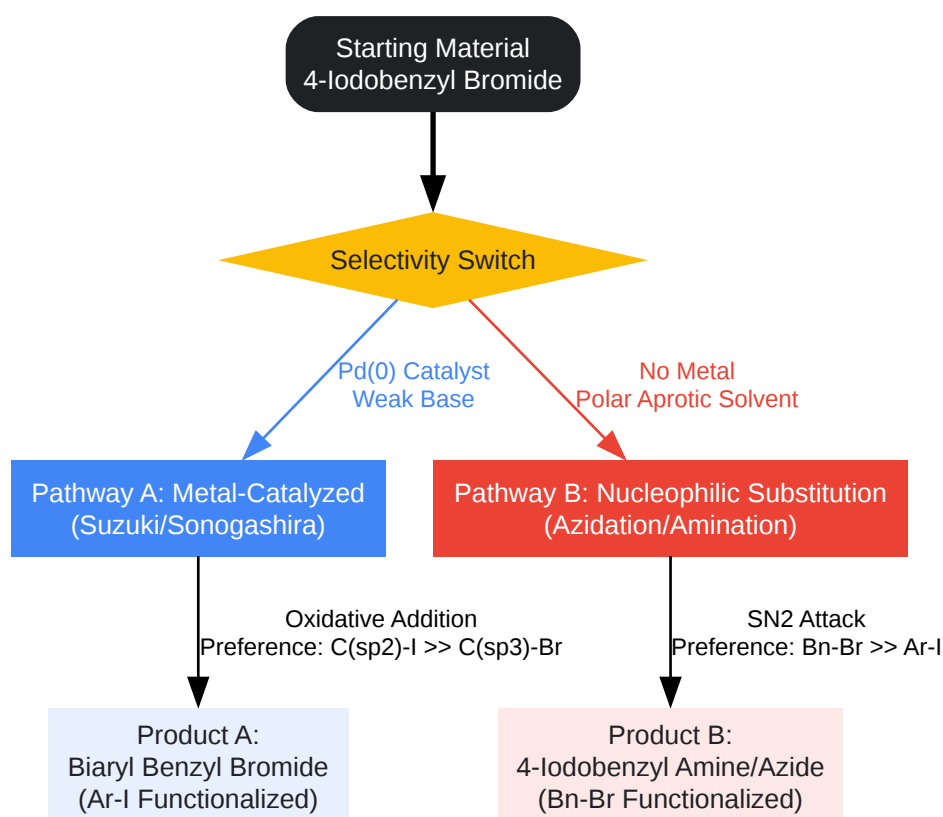 Starting Material
4-Iodobenzyl Bromide
Selectivity Switch
Pd(0) Catalyst
Weak Base
No Metal
Polar Aprotic Solvent
Pathway A: Metal-Catalyzed
(Suzuki/Sonogashira)
Pathway B: Nucleophilic Substitution
(Azidation/Amination)
Oxidative Addition
Preference: C(sp2)-I >> C(sp3)-Br
SN2 Attack
Preference: Bn-Br >> Ar-I
Product A:
Biaryl Benzyl Bromide
(Ar-I Functionalized)
Product B:
4-Iodobenzyl Amine/Azide
(Bn-Br Functionalized)